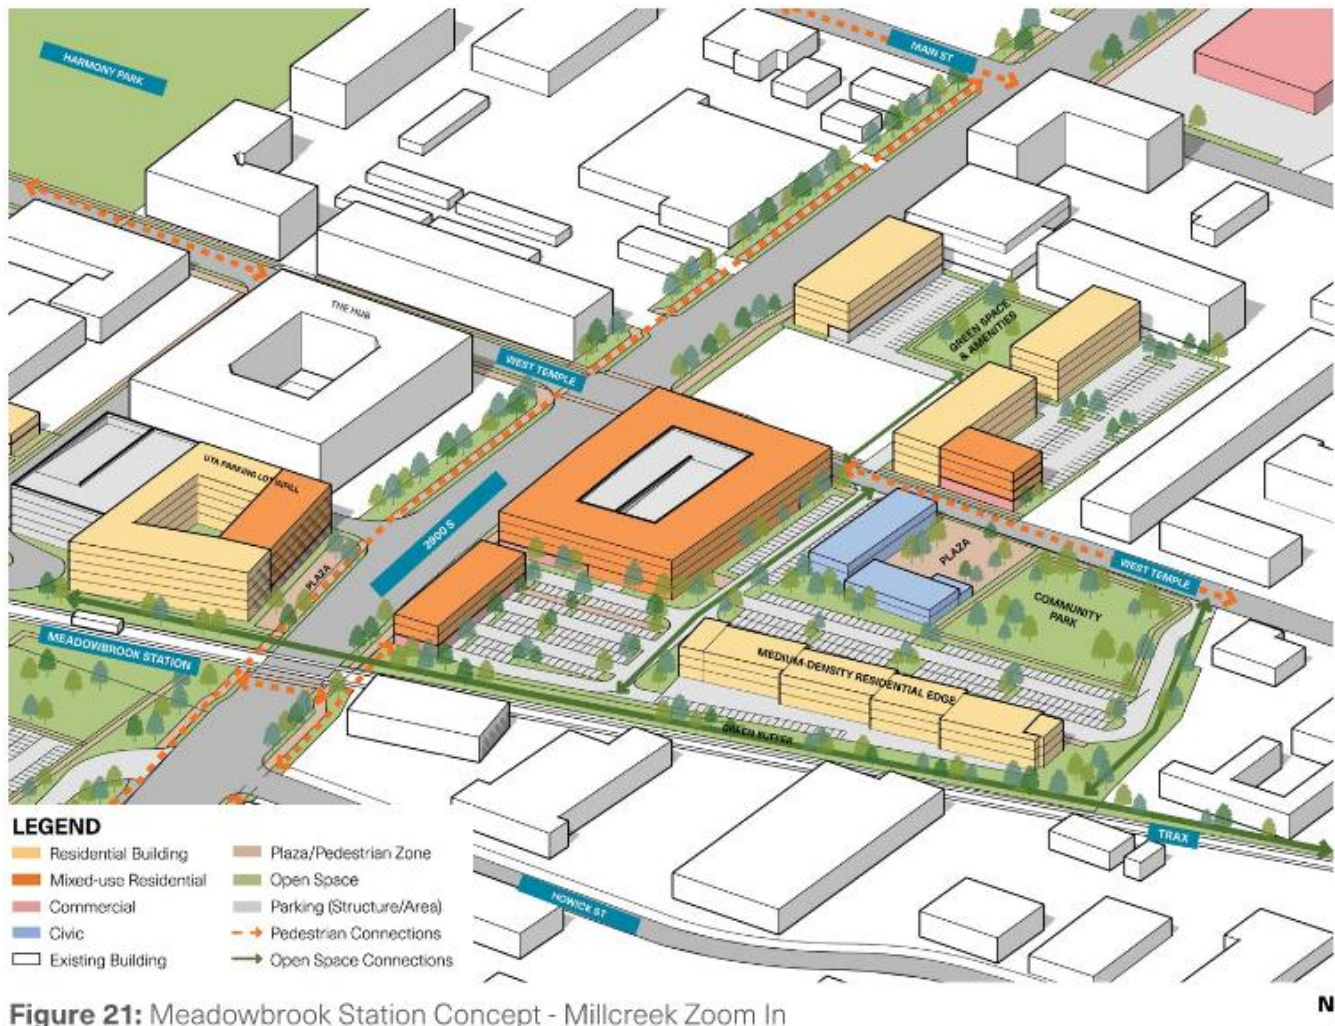 HARMONY PARK
MAIN ST
THE HUB
WEST TEMPLE
GREEN SPACE
& AMENITIES
UTA PARKING LOT INFILL
3900 S
PLAZA
PLAZA
WEST TEMPLE
COMMUNITY
PARK
MEADOWBROOK STATION
MEDIUM-DENSITY RESIDENTIAL EDGE
GREEN BUFFER
TRAX
HOWICK ST
LEGEND
Residential Building
Mixed-use Residential
Commercial
Civic
Existing Building
Plaza/Pedestrian Zone
Open Space
Parking (Structure/Area)
Pedestrian Connections
Open Space Connections
Figure 21: Meadowbrook Station Concept - Millcreek Zoom In
N